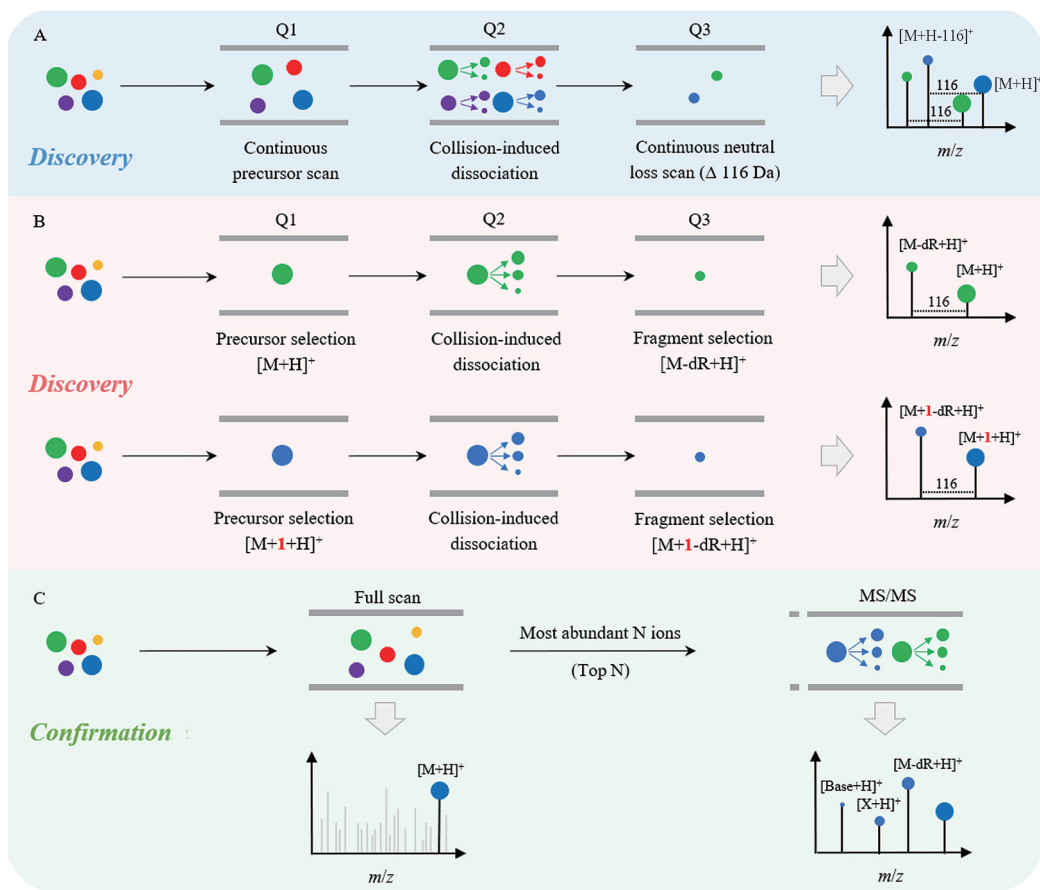 A
Q1
Q2
Q3
Discovery
Continuous
precursor scan
Collision-induced
dissociation
Continuous neutral
loss scan (Δ 116 Da)
[M+H-116]⁺
[M+H]⁺
116
116
m/z
B
Q1
Q2
Q3
Precursor selection
[M+H]⁺
Collision-induced
dissociation
Fragment selection
[M-dR+H]⁺
[M-dR+H]⁺
[M+H]⁺
116
m/z
Discovery
Precursor selection
[M+1+H]⁺
Collision-induced
dissociation
Fragment selection
[M+1-dR+H]⁺
[M+1-dR+H]⁺
[M+1+H]⁺
116
m/z
C
Full scan
Most abundant N ions
(Top N)
MS/MS
Confirmation
[M+H]⁺
m/z
[M-dR+H]⁺
[Base+H]⁺
[X+H]⁺
m/z